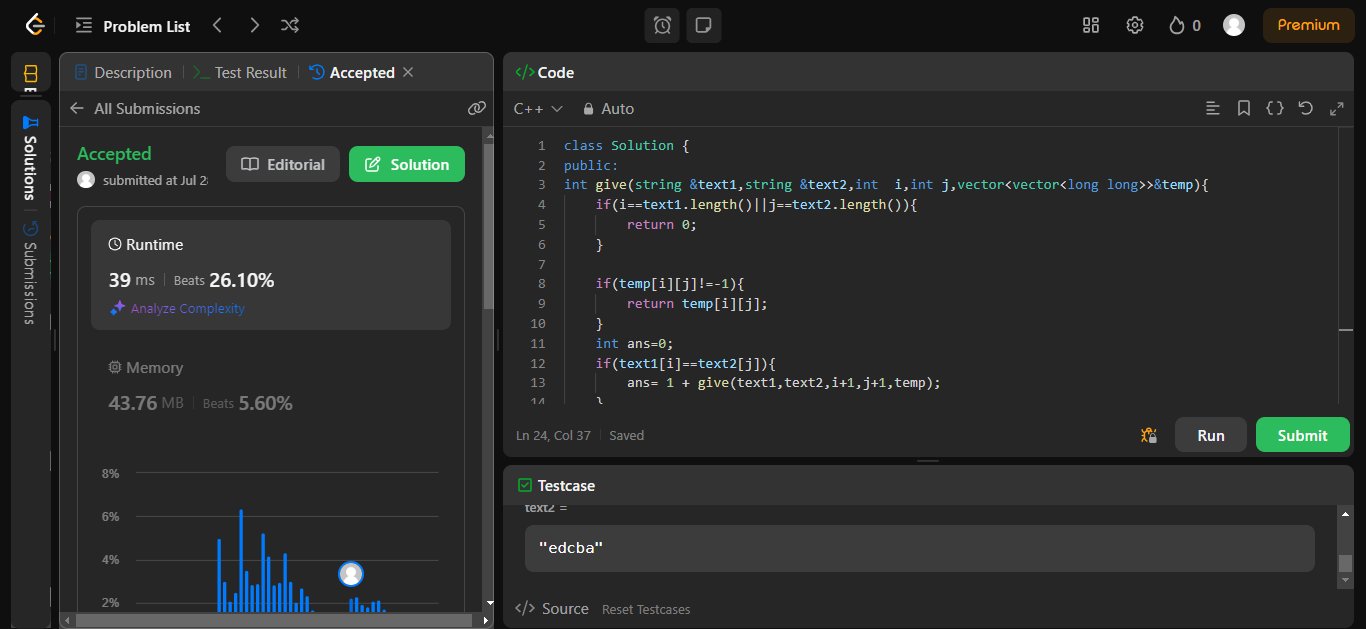 Problem List
0
Premium
Description
Test Result
Accepted
Code
All Submissions
C++
Auto
Solutions
Submissions
Accepted
submitted at Jul 2
Editorial
Solution
Runtime
39 ms
Beats 26.10%
Analyze Complexity
Memory
43.76 MB
Beats 5.60%
8%
6%
4%
2%
1 class Solution {
2 public:
3 int give(string &text1,string &text2,int  i,int j,vector<vector<long long>>&temp){
4 if(i==text1.length()||j==text2.length()){
5 return 0;
6 }
7
8 if(temp[i][j]!=-1){
9 return temp[i][j];
10 }
11 int ans=0;
12 if(text1[i]==text2[j]){
13 ans= 1 + give(text1,text2,i+1,j+1,temp);
14 }
Ln 24, Col 37
Saved
Run
Submit
Testcase
text2 =
"edcba"
</> Source
Reset Testcases